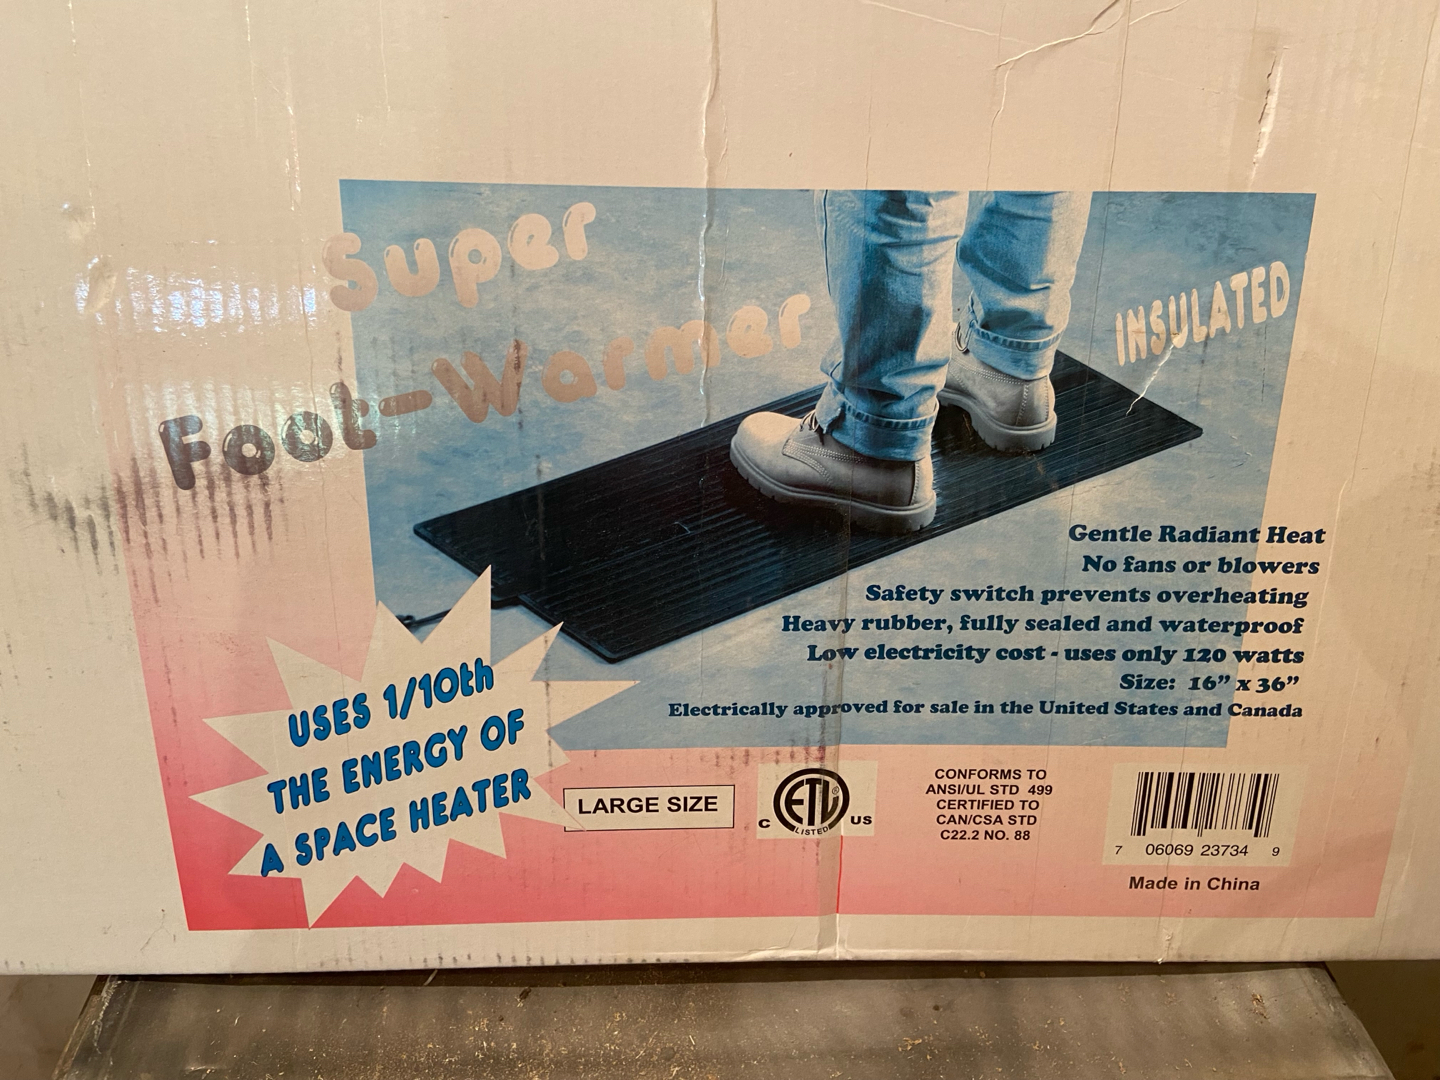 Super
Foot-Warmer
INSULATED
Gentle Radiant Heat
No fans or blowers
Safety switch prevents overheating
Heavy rubber, fully sealed and waterproof
Low electricity cost - uses only 120 watts
Size: 16" x 36"
Electrically approved for sale in the United States and Canada
USES 1/10th
THE ENERGY OF
A SPACE HEATER
LARGE SIZE
C ETL ® US
LISTED
CONFORMS TO
ANSI/UL STD 499
CERTIFIED TO
CAN/CSA STD
C22.2 NO. 88
7 06069 23734 9
Made in China